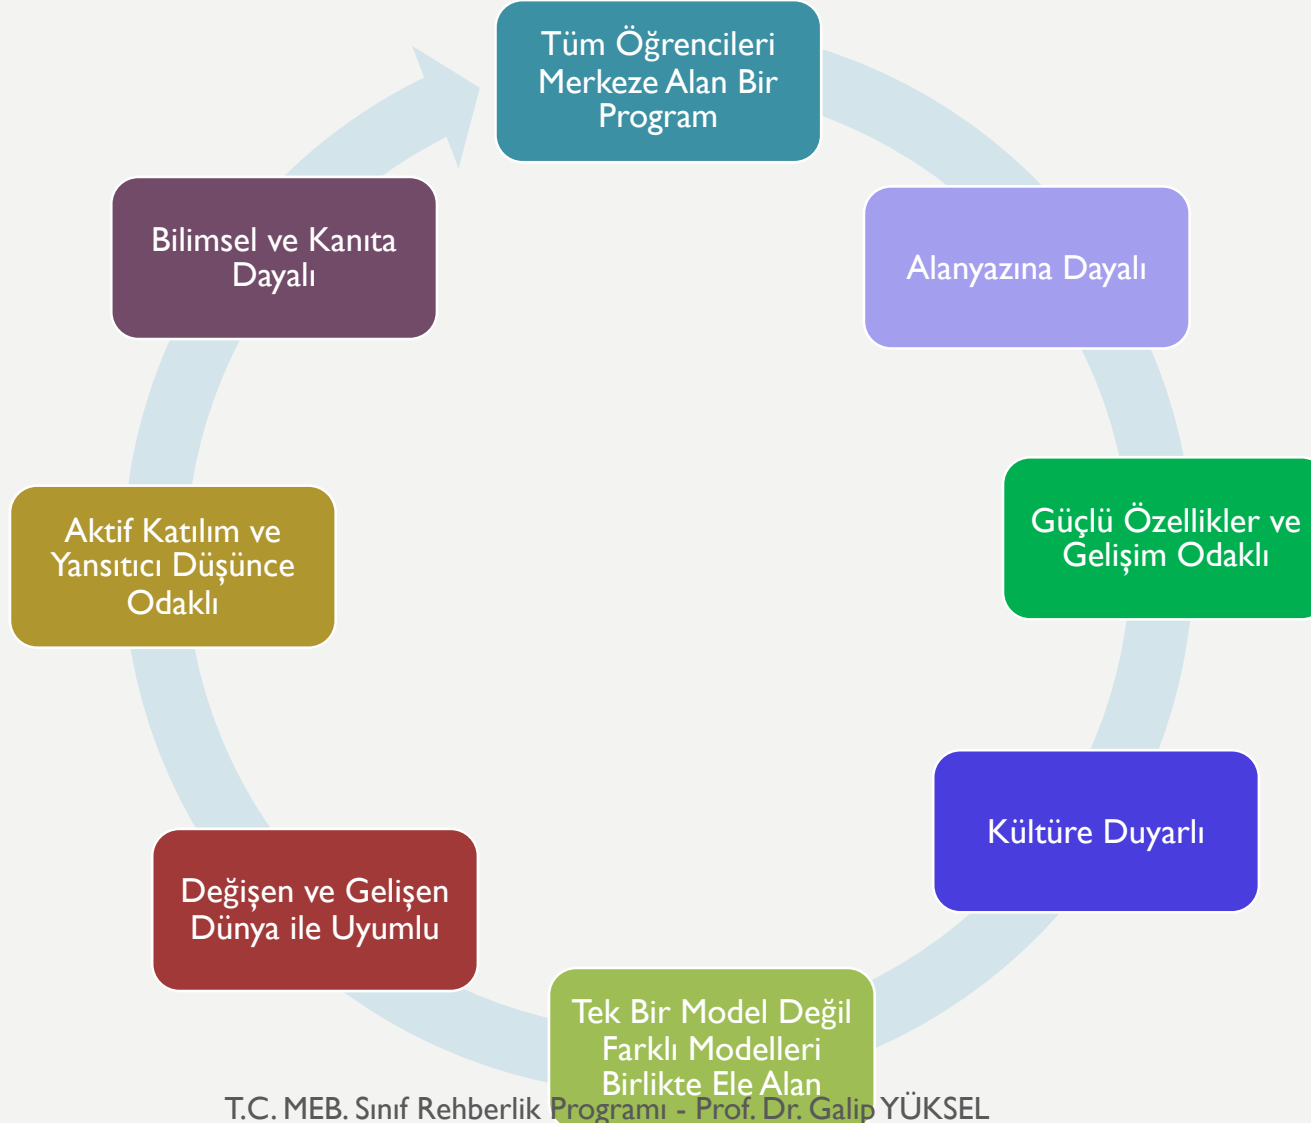 Tüm Öğrencileri
Merkeze Alan Bir
Program
Alanyazına Dayalı
Güçlü Özellikler ve
Gelişim Odaklı
Kültüre Duyarlı
Tek Bir Model Değil
Farklı Modelleri
Birlikte Ele Alan
Değişen ve Gelişen
Dünya ile Uyumlu
Aktif Katılım ve
Yansıtıcı Düşünce
Odaklı
Bilimsel ve Kanıta
Dayalı
T.C. MEB. Sınıf Rehberlik Programı - Prof. Dr. Galip YÜKSEL